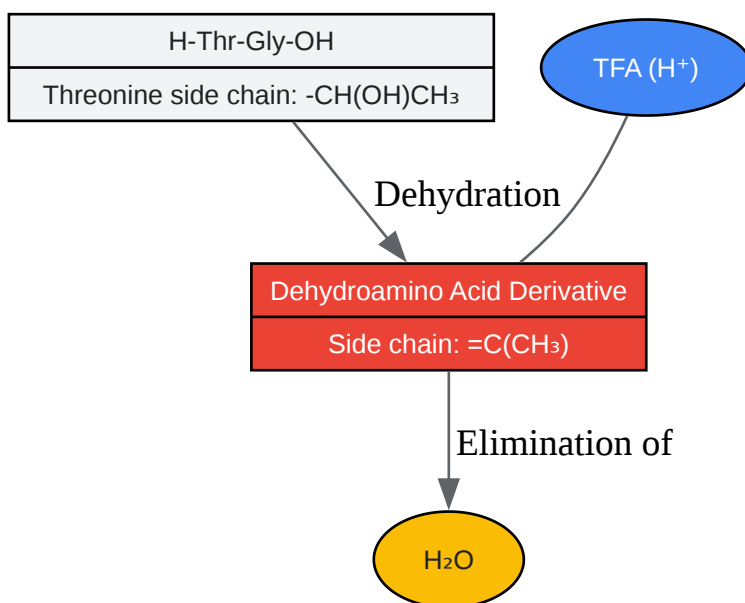 H-Thr-Gly-OH
Threonine side chain: -CH(OH)CH₃
TFA (H⁺)
Dehydration
Dehydroamino Acid Derivative
Side chain: =C(CH₃)
Elimination of
H₂O